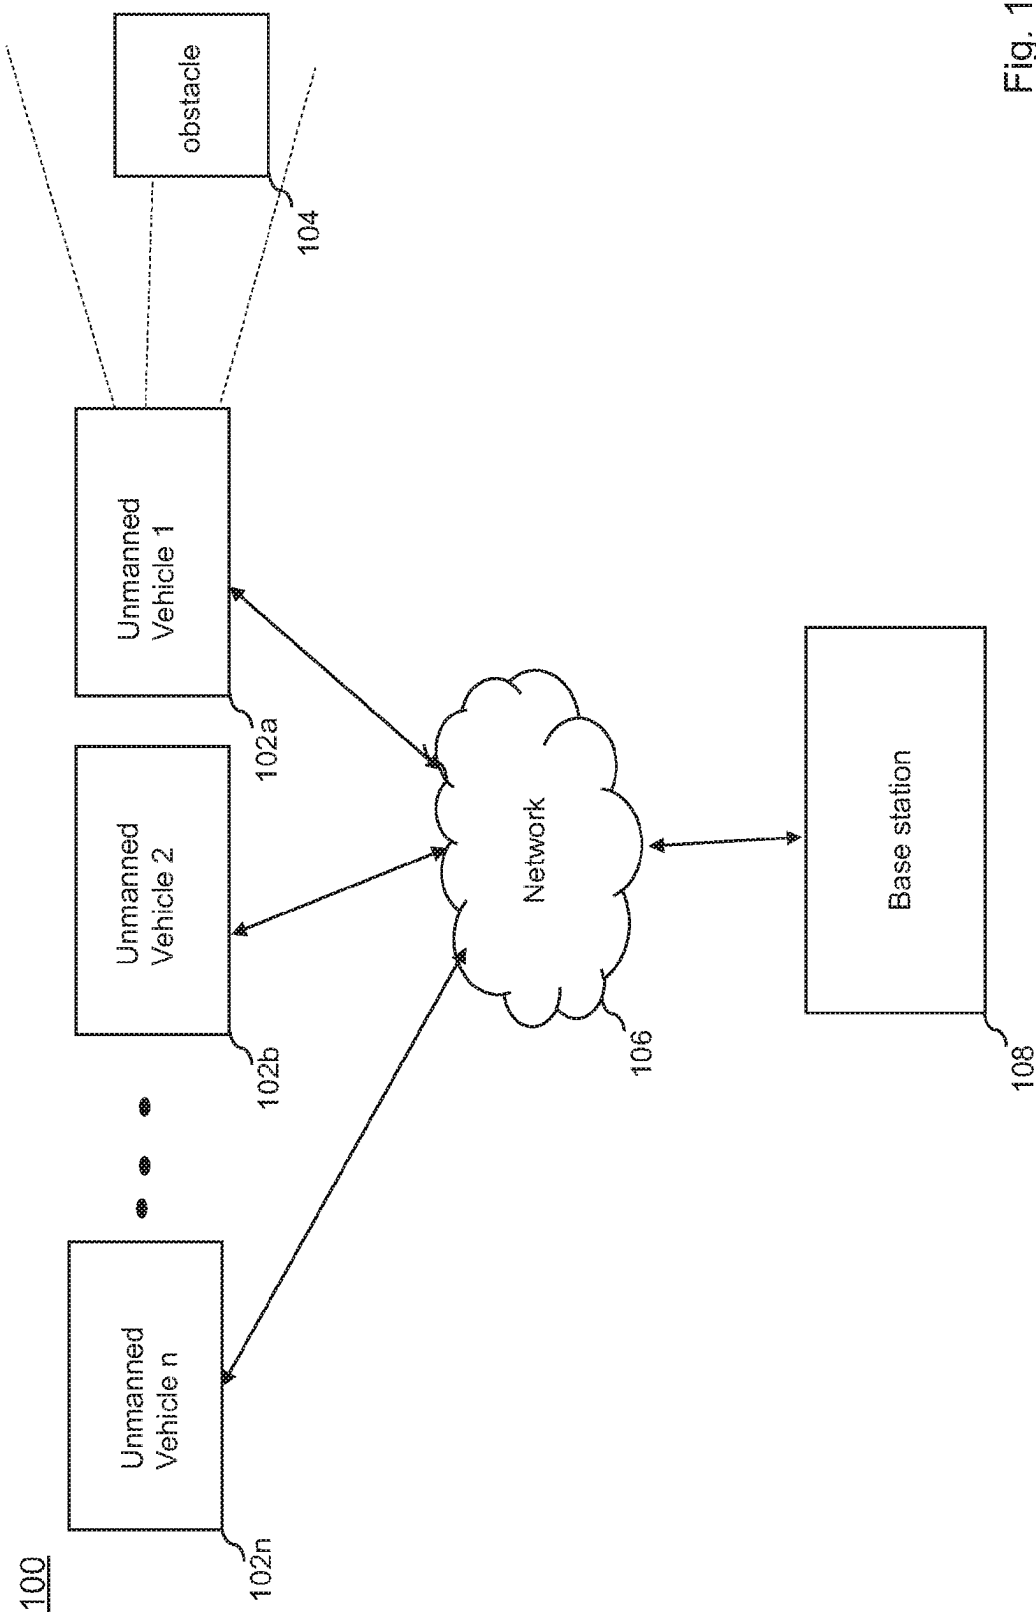 100
Unmanned
Vehicle n
102n
Unmanned
Vehicle 2
102b
Unmanned
Vehicle 1
102a
obstacle
104
Network
106
Base station
108
Fig. 1